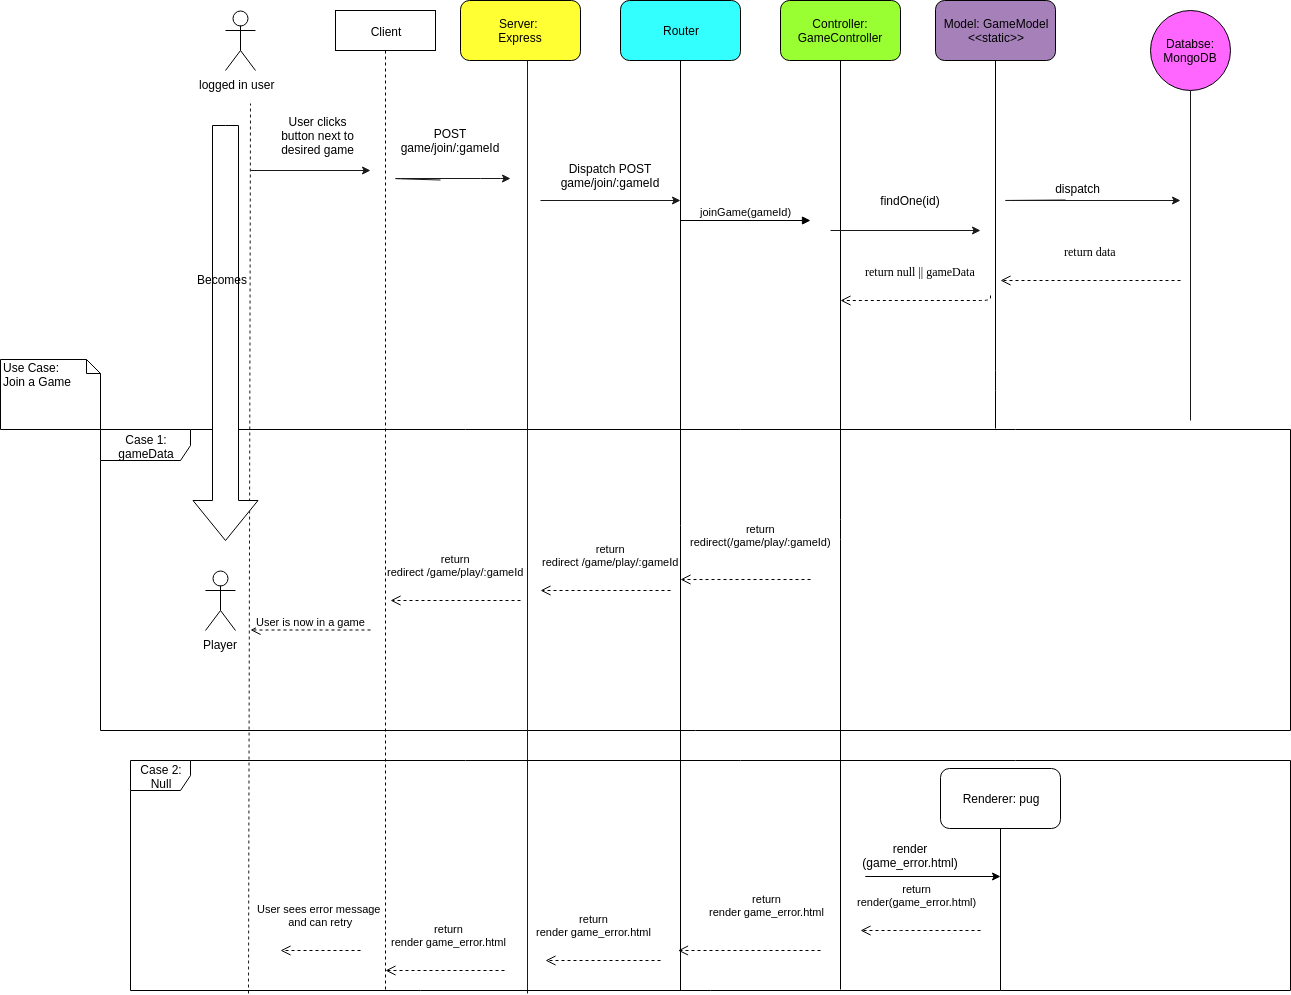 logged in user
Client
Server:
Express
Router
Controller:
GameController
Model: GameModel
<<static>>
Databse:
MongoDB
User clicks
button next to
desired game
POST
game/join/:gameId
Dispatch POST
game/join/:gameId
joinGame(gameId)
findOne(id)
dispatch
return data
return null || gameData
Becomes
Use Case:
Join a Game
Case 1:
gameData
return
redirect(/game/play/:gameId)
return
redirect /game/play/:gameId
return
redirect /game/play/:gameId
User is now in a game
Player
Case 2:
Null
Renderer: pug
render
(game_error.html)
return
render(game_error.html)
return
render game_error.html
return
render game_error.html
return
render game_error.html
User sees error message
and can retry